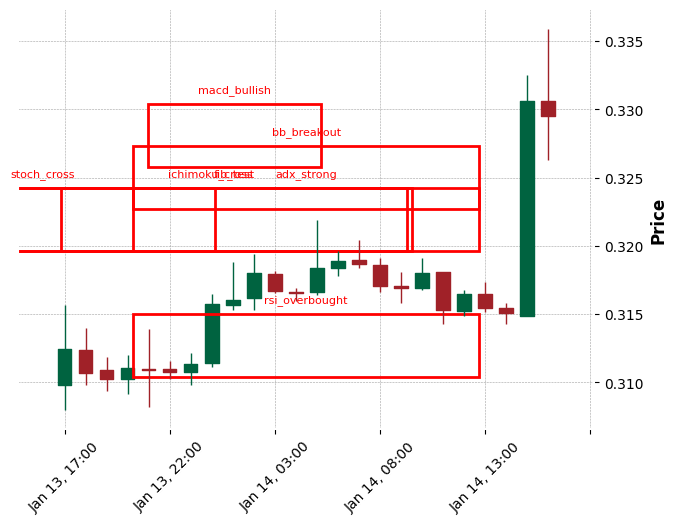 macd_bullish
bb_breakout
stoch_cross
adx_strong
rsi_overbought
0.335
0.330
0.325
0.320
0.315
0.310
Price
Jan 13, 17:00
Jan 13, 22:00
Jan 14, 03:00
Jan 14, 08:00
Jan 14, 13:00